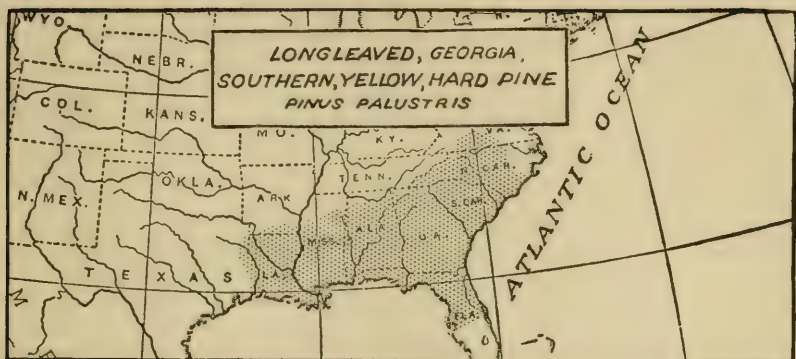 LONGLEAVED, GEORGIA,
SOUTHERN, YELLOW, HARD PINE
PINUS PALUSTRIS
WYO.
NEBR.
COL.
KANS.
MO.
KY.
VA.
TENN.
N. CAR.
OKLA.
ARK
N. MEX.
S. CAR.
MISS.
ALA
GA.
TEXAS
LA.
FLA.
ATLANTIC OCEAN